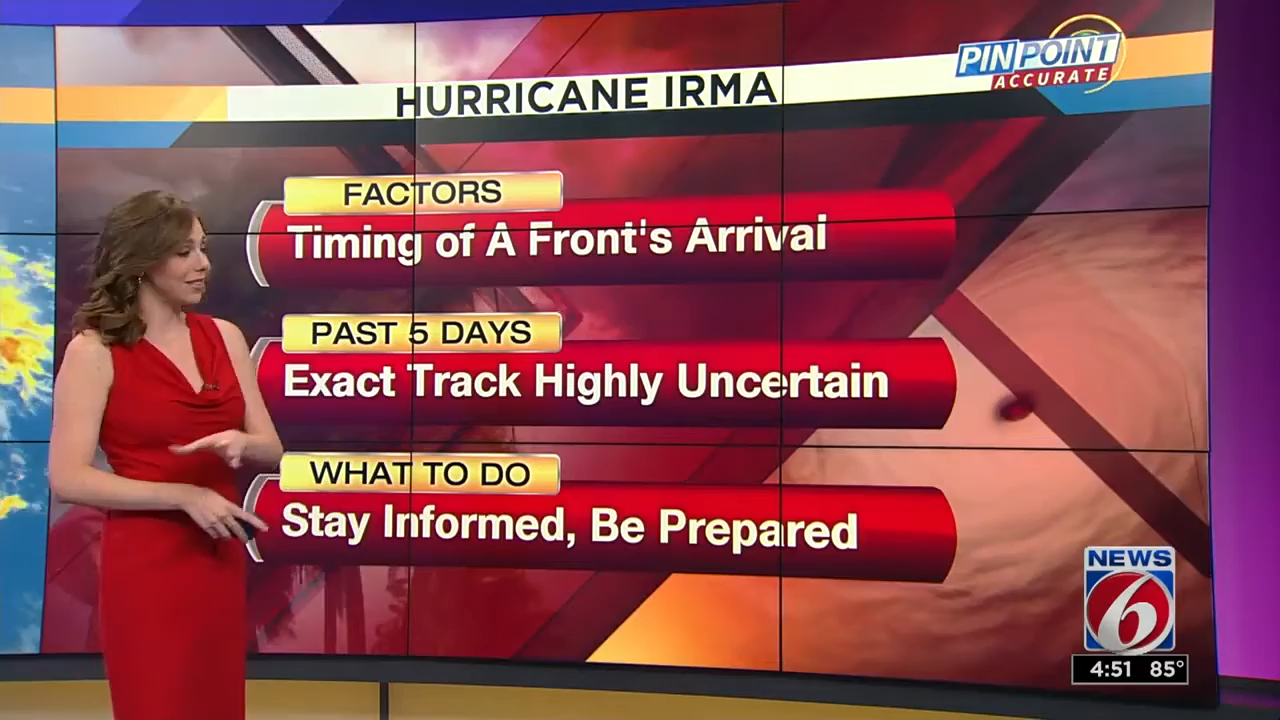 HURRICANE IRMA
PINPOINT
ACCURATE
FACTORS
Timing of A Front's Arrival
PAST 5 DAYS
Exact Track Highly Uncertain
WHAT TO DO
Stay Informed, Be Prepared
NEWS
6
4:51 85°